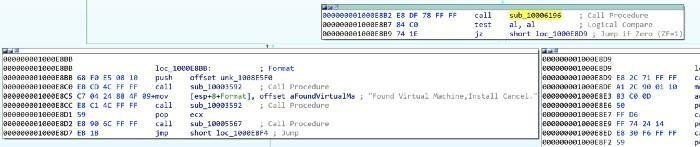 000000001000E8B2 E8 DF 78 FF FF call sub_10006196 ; Call Procedure
000000001000E8B7 84 C0 test al, al ; Logical Compare
000000001000E8B9 74 1E jz short loc_1000E8D9 ; Jump if Zero (ZF=1)
000000001000E8BB
000000001000E8BB loc_1000E8BB: ; Format
000000001000E8BB 68 F0 E5 08 10 push offset unk_1008E5F0
000000001000E8C0 E8 CD 4C FF FF call sub_10003592 ; Call Procedure
000000001000E8C5 C7 04 24 88 4F 09+mov [esp+8+Format], offset aFoundVirtualMa ; "Found Virtual Machine,Install Cancel."
000000001000E8CC E8 C1 4C FF FF call sub_10003592 ; Call Procedure
000000001000E8D1 59 pop ecx
000000001000E8D2 E8 90 6C FF FF call sub_10005567 ; Call Procedure
000000001000E8D7 EB 1B jmp short loc_1000E8F4 ; Jump
000000001000E8D9
000000001000E8D9
000000001000E8D9 E8 2C 71 FF FF
000000001000E8DE A1 2C 90 01 10
000000001000E8E3 83 C0 0D
000000001000E8E6 50
000000001000E8E7 FF D6
000000001000E8E9 FF 74 24 14
000000001000E8ED E8 30 F6 FF FF
000000001000E8F2 59